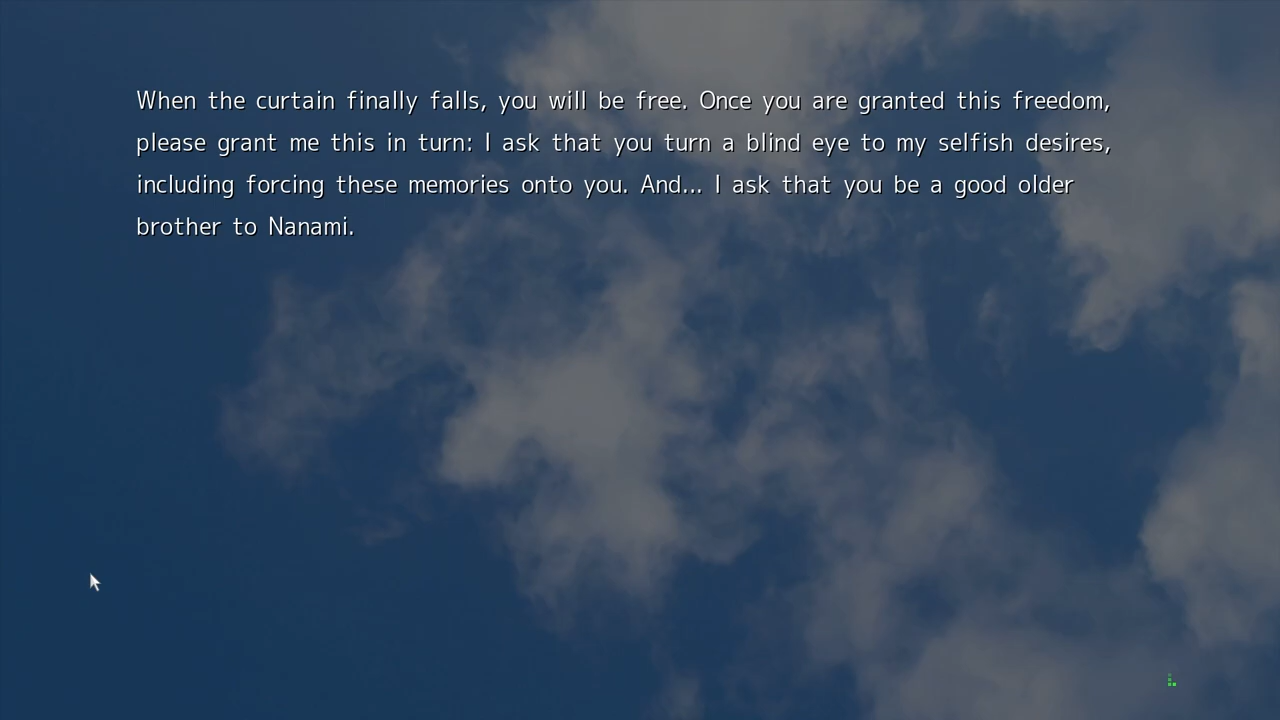 When the curtain finally falls, you will be free. Once you are granted this freedom,
please grant me this in turn: I ask that you turn a blind eye to my selfish desires,
including forcing these memories onto you. And... I ask that you be a good older
brother to Nanami.